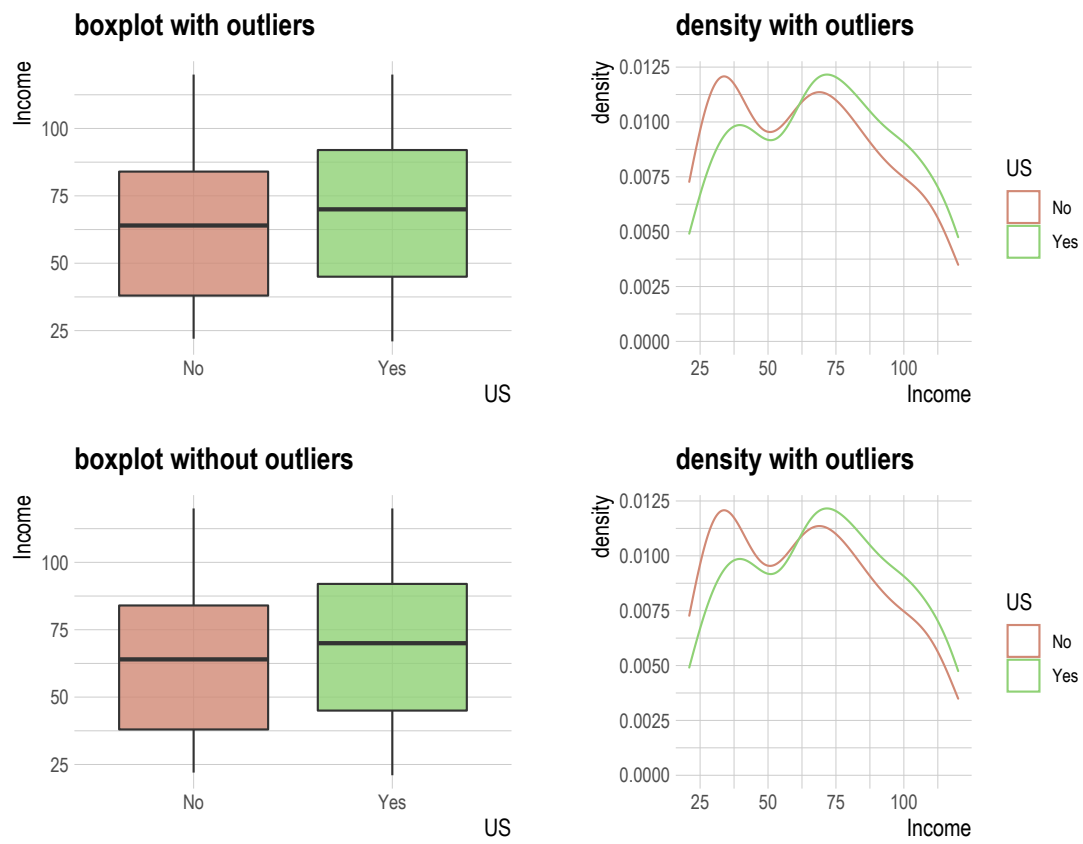 boxplot with outliers
Income
100
75
50
25
No
Yes
US
density with outliers
density
0.0125
0.0100
0.0075
0.0050
0.0025
0.0000
25
50
75
100
Income
US
No
Yes
boxplot without outliers
Income
100
75
50
25
No
Yes
US
density with outliers
density
0.0125
0.0100
0.0075
0.0050
0.0025
0.0000
25
50
75
100
Income
US
No
Yes